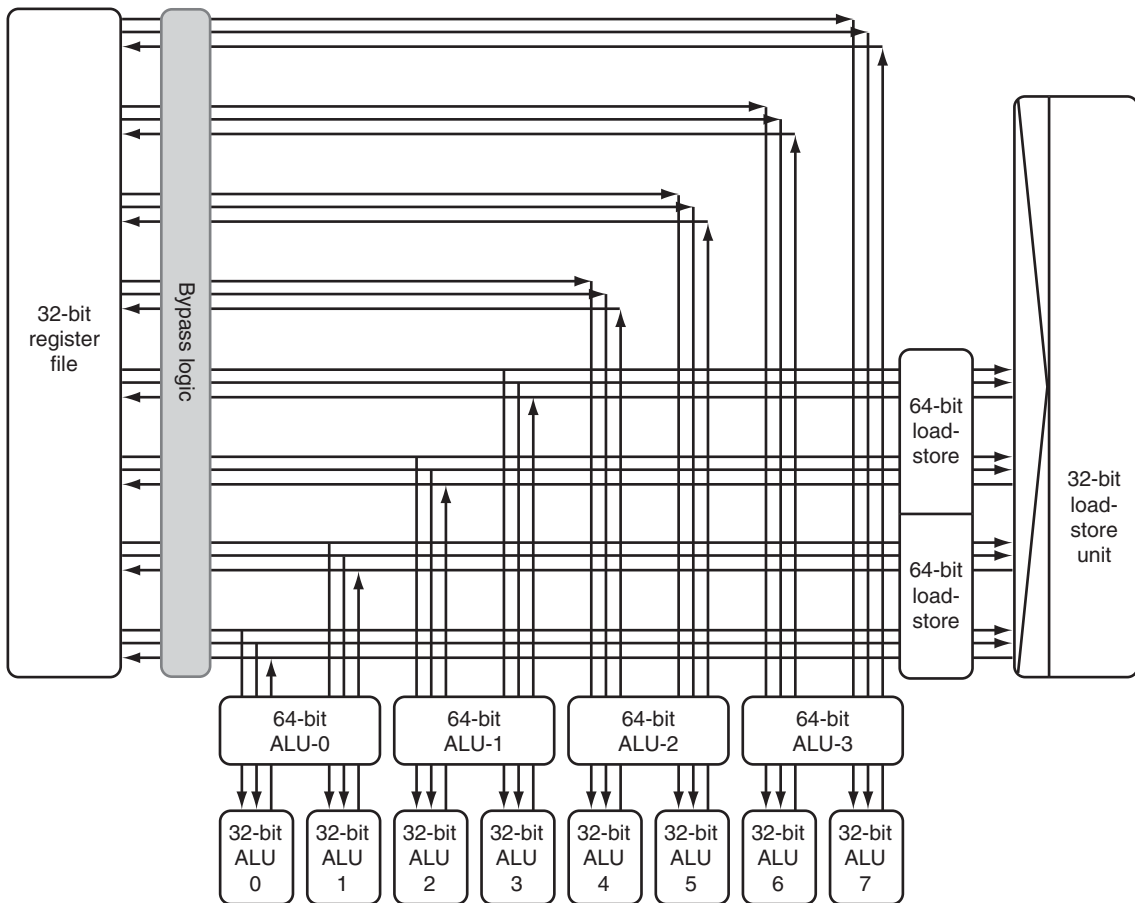 32-bit
register
file
Bypass logic
64-bit
load-
store
64-bit
load-
store
32-bit
load-
store
unit
64-bit
ALU-0
64-bit
ALU-1
64-bit
ALU-2
64-bit
ALU-3
32-bit
ALU
0
32-bit
ALU
1
32-bit
ALU
2
32-bit
ALU
3
32-bit
ALU
4
32-bit
ALU
5
32-bit
ALU
6
32-bit
ALU
7